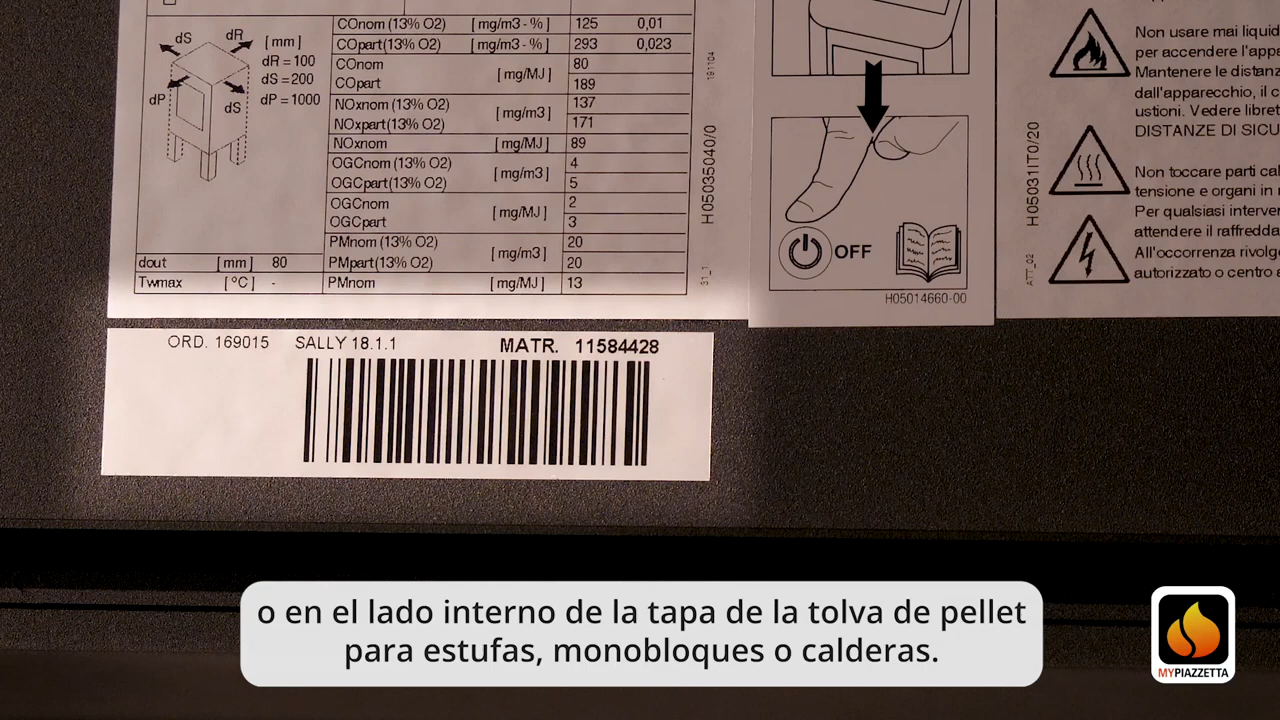 COnom (13% O2) [mg/m3 - %] 125 0,01
COpart(13% O2) [mg/m3 - %] 293 0,023
COnom [mg/MJ] 80
COpart 189
NOxnom (13% O2) [mg/m3] 137
NOxpart(13% O2) 171
NOxnom [mg/MJ] 89
OGCnom (13% O2) [mg/m3] 4
OGCpart(13% O2) 5
OGCnom [mg/MJ] 2
OGCpart 3
PMnom (13% O2) [mg/m3] 20
PMpart(13% O2) 20
PMnom [mg/MJ] 13
dS dR [mm]
dR = 100
dS = 200
dP = 1000
dP dS
dout [mm] 80
Twmax [°C] -
191104
H05035040/0
31_1
OFF
H05014660-00
H05031IT0/20
ATT_02
Non usare mai liquid
per accendere l'appa
Mantenere le distanz
dall'apparecchio, il c
ustioni. Vedere libret
DISTANZE DI SICU
Non toccare parti cal
tensione e organi in
Per qualsiasi interve
attendere il raffredda
All'occorrenza rivolg
autorizzato o centro
ORD. 169015 SALLY 18.1.1 MATR. 11584428
o en el lado interno de la tapa de la tolva de pellet
para estufas, monobloques o calderas.
MYPIAZZETTA